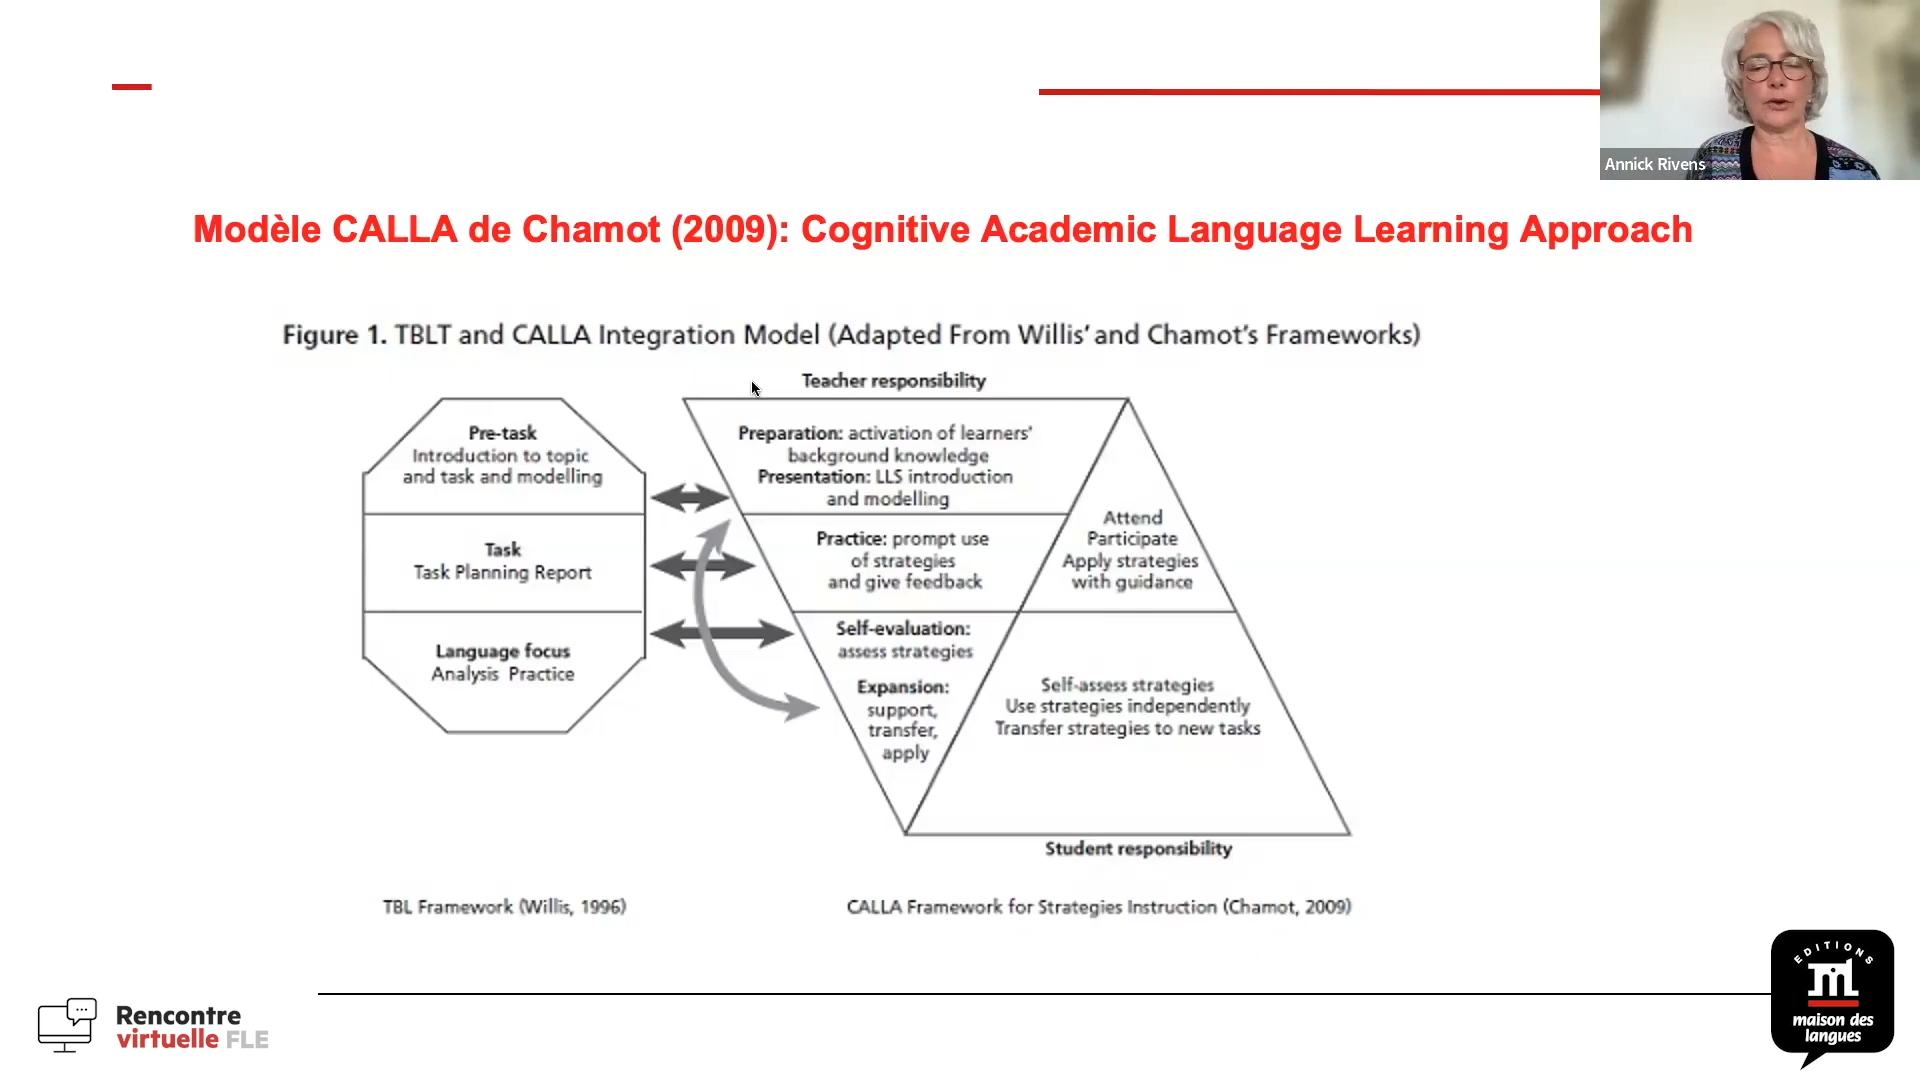 Annick Rivens
Modèle CALLA de Chamot (2009): Cognitive Academic Language Learning Approach
Figure 1. TBLT and CALLA Integration Model (Adapted From Willis' and Chamot's Frameworks)
Teacher responsibility
Pre-task
Introduction to topic
and task and modelling
Task
Task Planning Report
Language focus
Analysis Practice
Preparation: activation of learners'
background knowledge
Presentation: LLS introduction
and modelling
Practice: prompt use
of strategies
and give feedback
Self-evaluation:
assess strategies
Expansion:
support,
transfer,
apply
Attend
Participate
Apply strategies
with guidance
Self-assess strategies
Use strategies independently
Transfer strategies to new tasks
Student responsibility
TBL Framework (Willis, 1996)
CALLA Framework for Strategies Instruction (Chamot, 2009)
Rencontre
virtuelle FLE
EDITIONS
maison des
langues